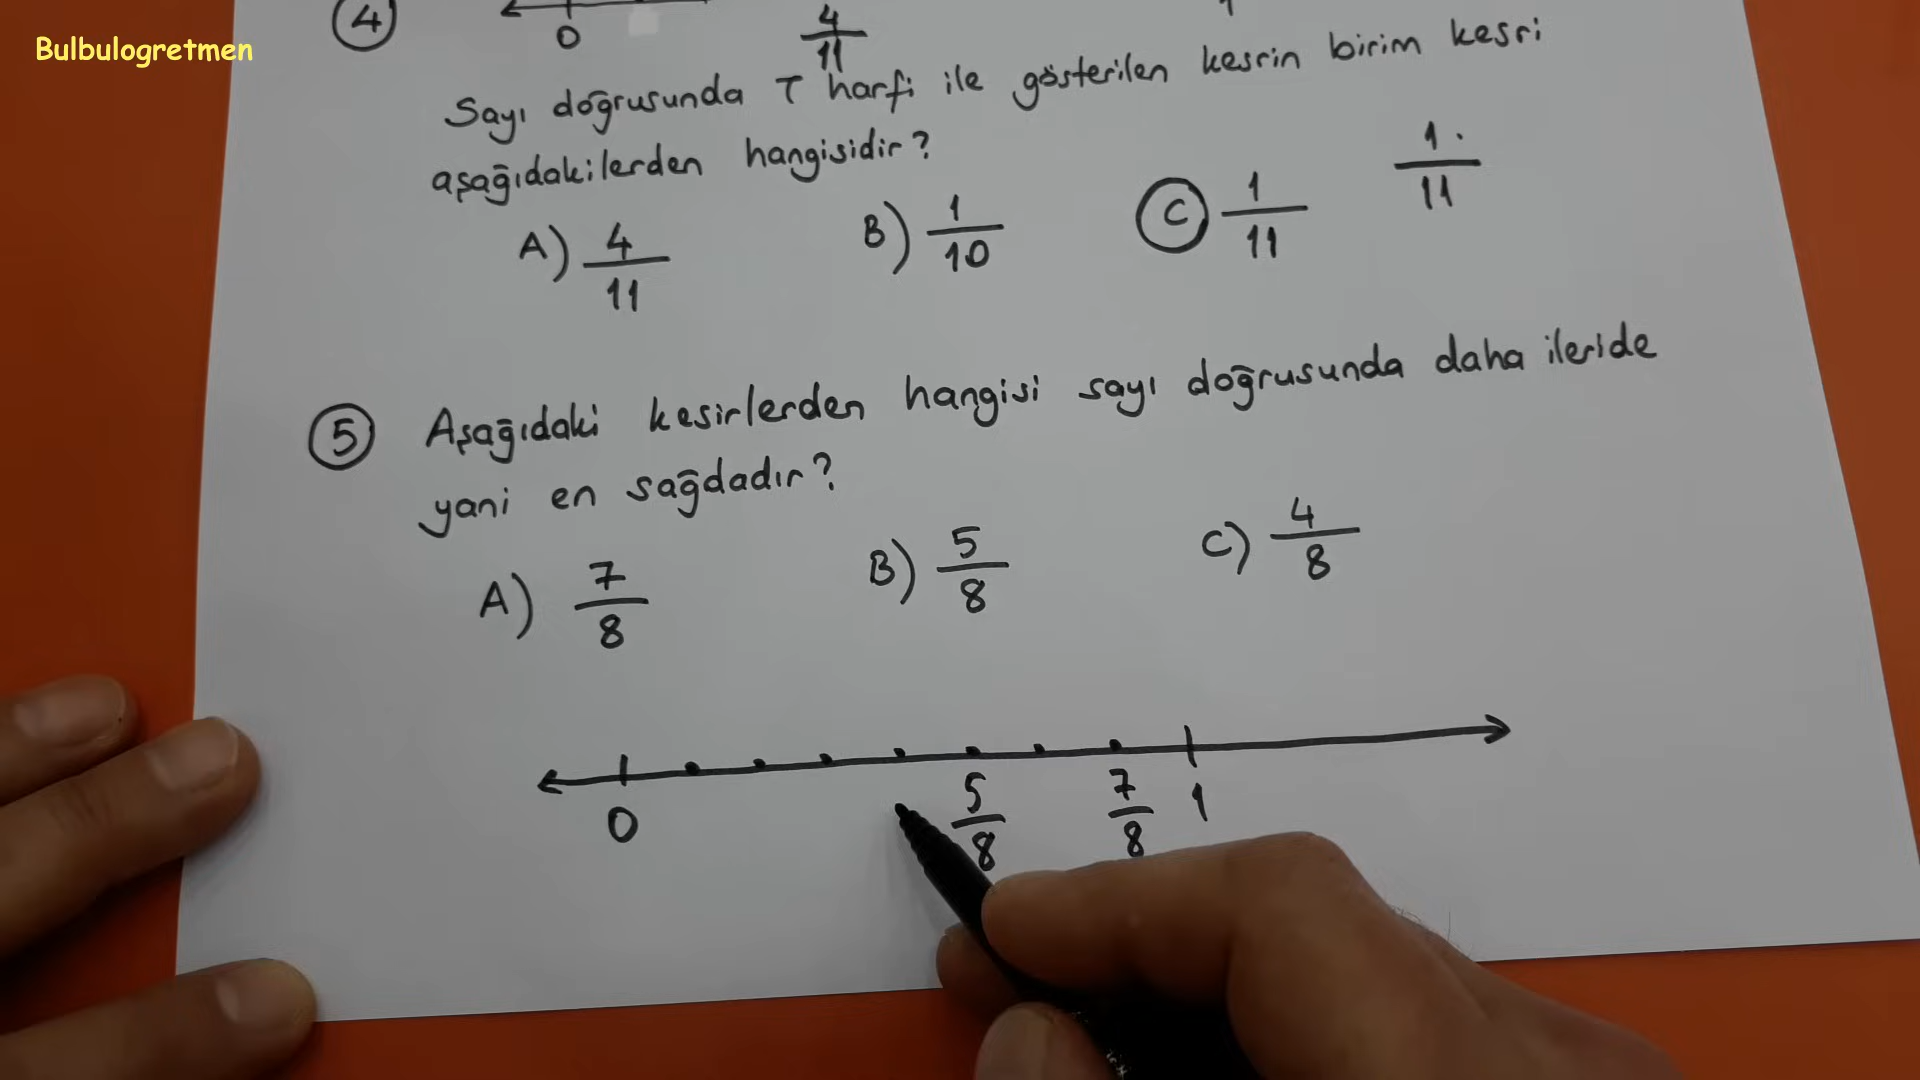 Bulbulogretmen
4
0
4
11
Sayı doğrusunda T harfi ile gösterilen kesrin birim kesri
aşağıdakilerden hangisidir?
1
11
A) 4
11
B) 1
10
C 1
11
5 Aşağıdaki kesirlerden hangisi sayı doğrusunda daha ileride
yani en sağdadır?
A) 7
8
B) 5
8
C) 4
8
0
5
8
7
8
1